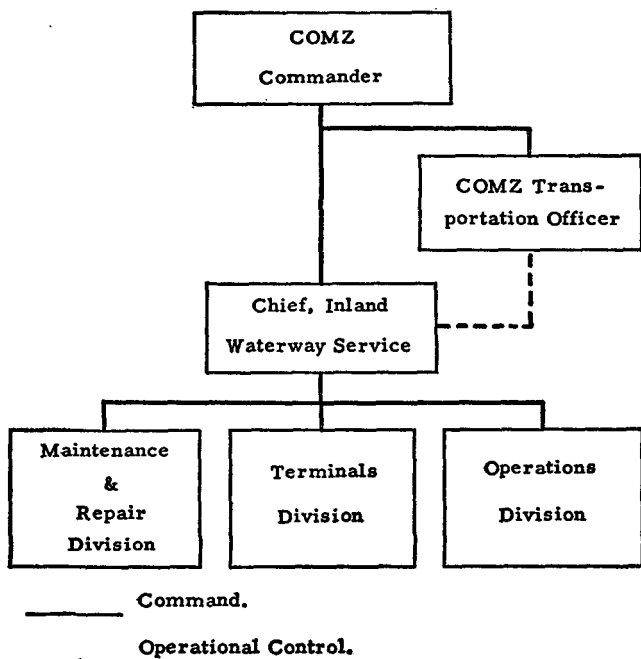 COMZ
Commander
COMZ Trans-
portation Officer
Chief, Inland
Waterway Service
Maintenance
&
Repair
Division
Terminals
Division
Operations
Division
Command.
Operational Control.